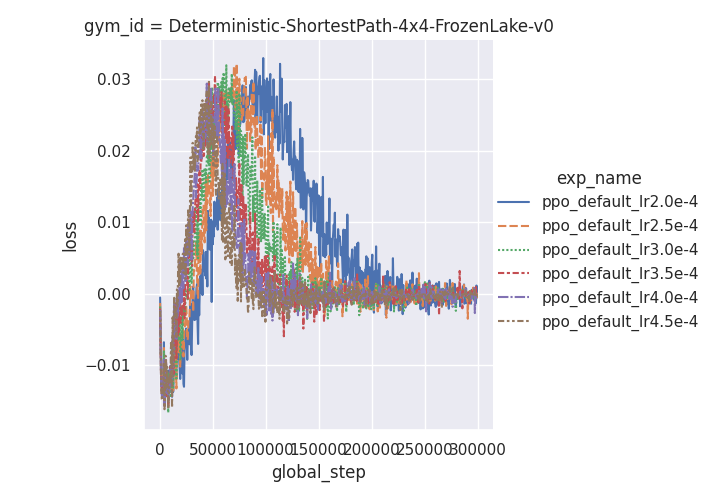 gym_id = Deterministic-ShortestPath-4x4-FrozenLake-v0
0.03
0.02
0.01
0.00
−0.01
loss
0 50000 100000 150000 200000 250000 300000
global_step
exp_name
ppo_default_lr2.0e-4
ppo_default_lr2.5e-4
ppo_default_lr3.0e-4
ppo_default_lr3.5e-4
ppo_default_lr4.0e-4
ppo_default_lr4.5e-4